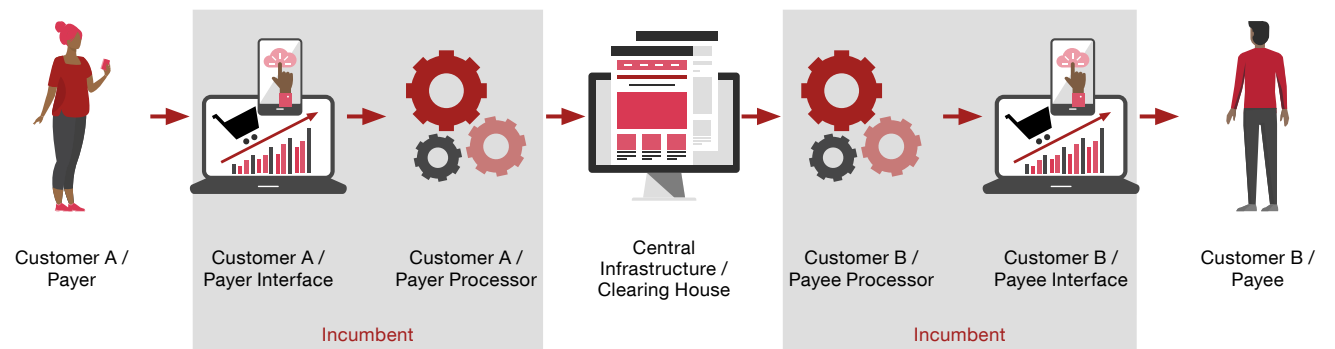 Customer A /
Payer
Customer A /
Payer Interface
Customer A /
Payer Processor
Central
Infrastructure /
Clearing House
Customer B /
Payee Processor
Customer B /
Payee Interface
Customer B /
Payee
Incumbent
Incumbent